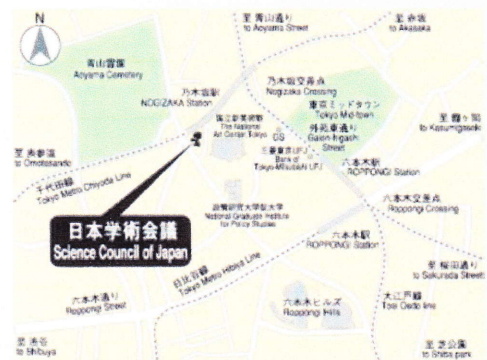 N
至 青山通り
to Aoyama Street
至 赤坂
to Akasaka
青山霊園
Aoyama Cemetery
乃木坂駅
NOGIZAKA Station
乃木坂交差点
Nogizaka Crossing
国立新美術館
The National
Art Center Tokyo
東京ミッドタウン
Tokyo Mid-town
外苑東通り
Gaien-higashi
Street
至 霞ヶ関
to Kasumigaseki
GS
三菱東京UFJ
Bank of
Tokyo-Mitsubishi UFJ
至 表参道
to Omotesando
千代田線
Tokyo Metro Chiyoda Line
六本木駅
ROPPONGI Station
六本木交差点
Roppongi Crossing
政策研究大学院大学
National Graduate Institute
for Policy Studies
日本学術会議
Science Council of Japan
六本木駅
ROPPONGI Station
日比谷線
Tokyo Metro Hibiya Line
至 桜田通り
to Sakurada Street
六本木通り
Roppongi Street
六本木ヒルズ
Roppongi Hills
大江戸線
Toei Oedo line
至 渋谷
to Shibuya
至 芝公園
to Shiba park